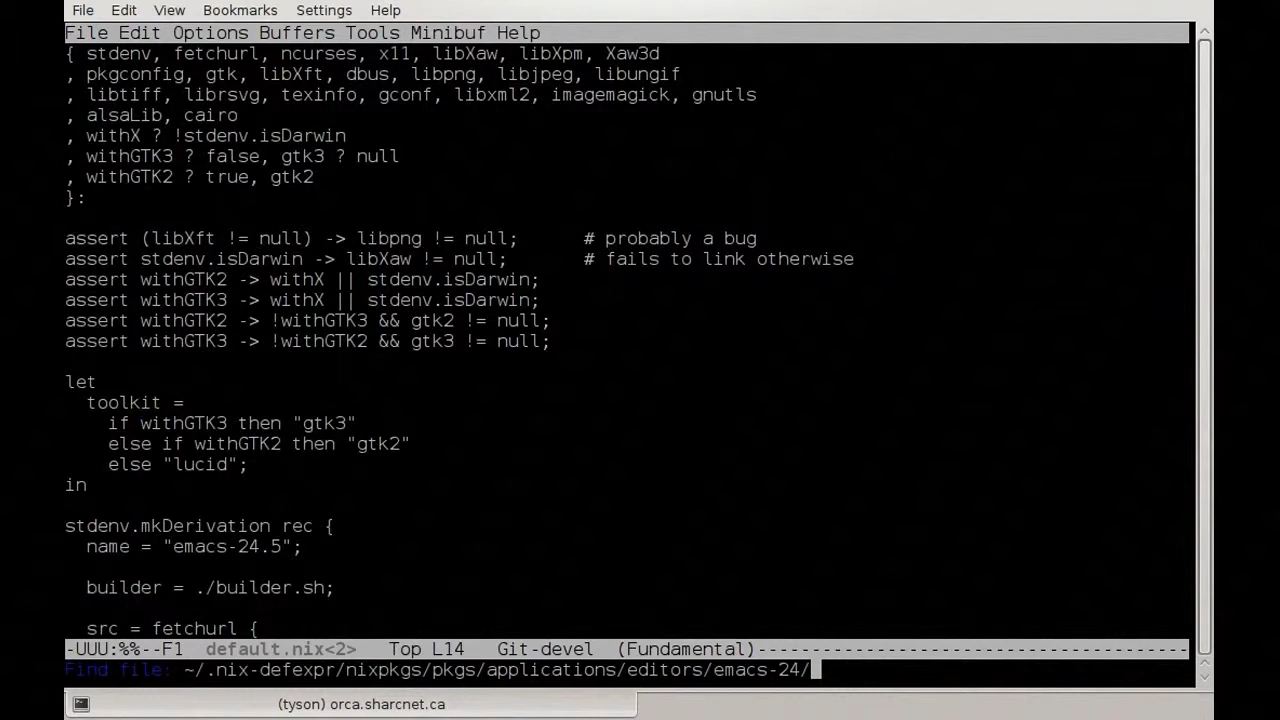 File Edit View Bookmarks Settings Help
File Edit Options Buffers Tools Minibuf Help
{ stdenv, fetchurl, ncurses, x11, libXaw, libXpm, Xaw3d
, pkgconfig, gtk, libXft, dbus, libpng, libjpeg, libungif
, libtiff, librsvg, texinfo, gconf, libxml2, imagemagick, gnutls
, alsaLib, cairo
, withX ? !stdenv.isDarwin
, withGTK3 ? false, gtk3 ? null
, withGTK2 ? true, gtk2
}:
assert (libXft != null) -> libpng != null;      # probably a bug
assert stdenv.isDarwin -> libXaw != null;       # fails to link otherwise
assert withGTK2 -> withX || stdenv.isDarwin;
assert withGTK3 -> withX || stdenv.isDarwin;
assert withGTK2 -> !withGTK3 && gtk2 != null;
assert withGTK3 -> !withGTK2 && gtk3 != null;
let
  toolkit =
    if withGTK3 then "gtk3"
    else if withGTK2 then "gtk2"
    else "lucid";
in
stdenv.mkDerivation rec {
  name = "emacs-24.5";
  builder = ./builder.sh;
  src = fetchurl {
-UUU:%%--F1  default.nix<2>   Top L14   Git-devel  (Fundamental)----------------------------------------
Find file: ~/.nix-defexpr/nixpkgs/pkgs/applications/editors/emacs-24/
(tyson) orca.sharcnet.ca